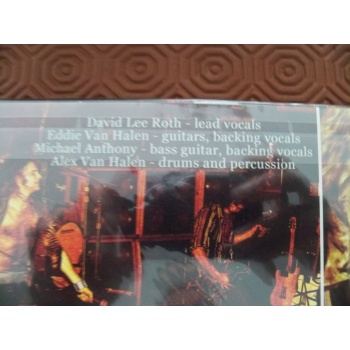 David Lee Roth - lead vocals
Eddie Van Halen - guitars, backing vocals
Michael Anthony - bass guitar, backing vocals
Alex Van Halen - drums and percussion